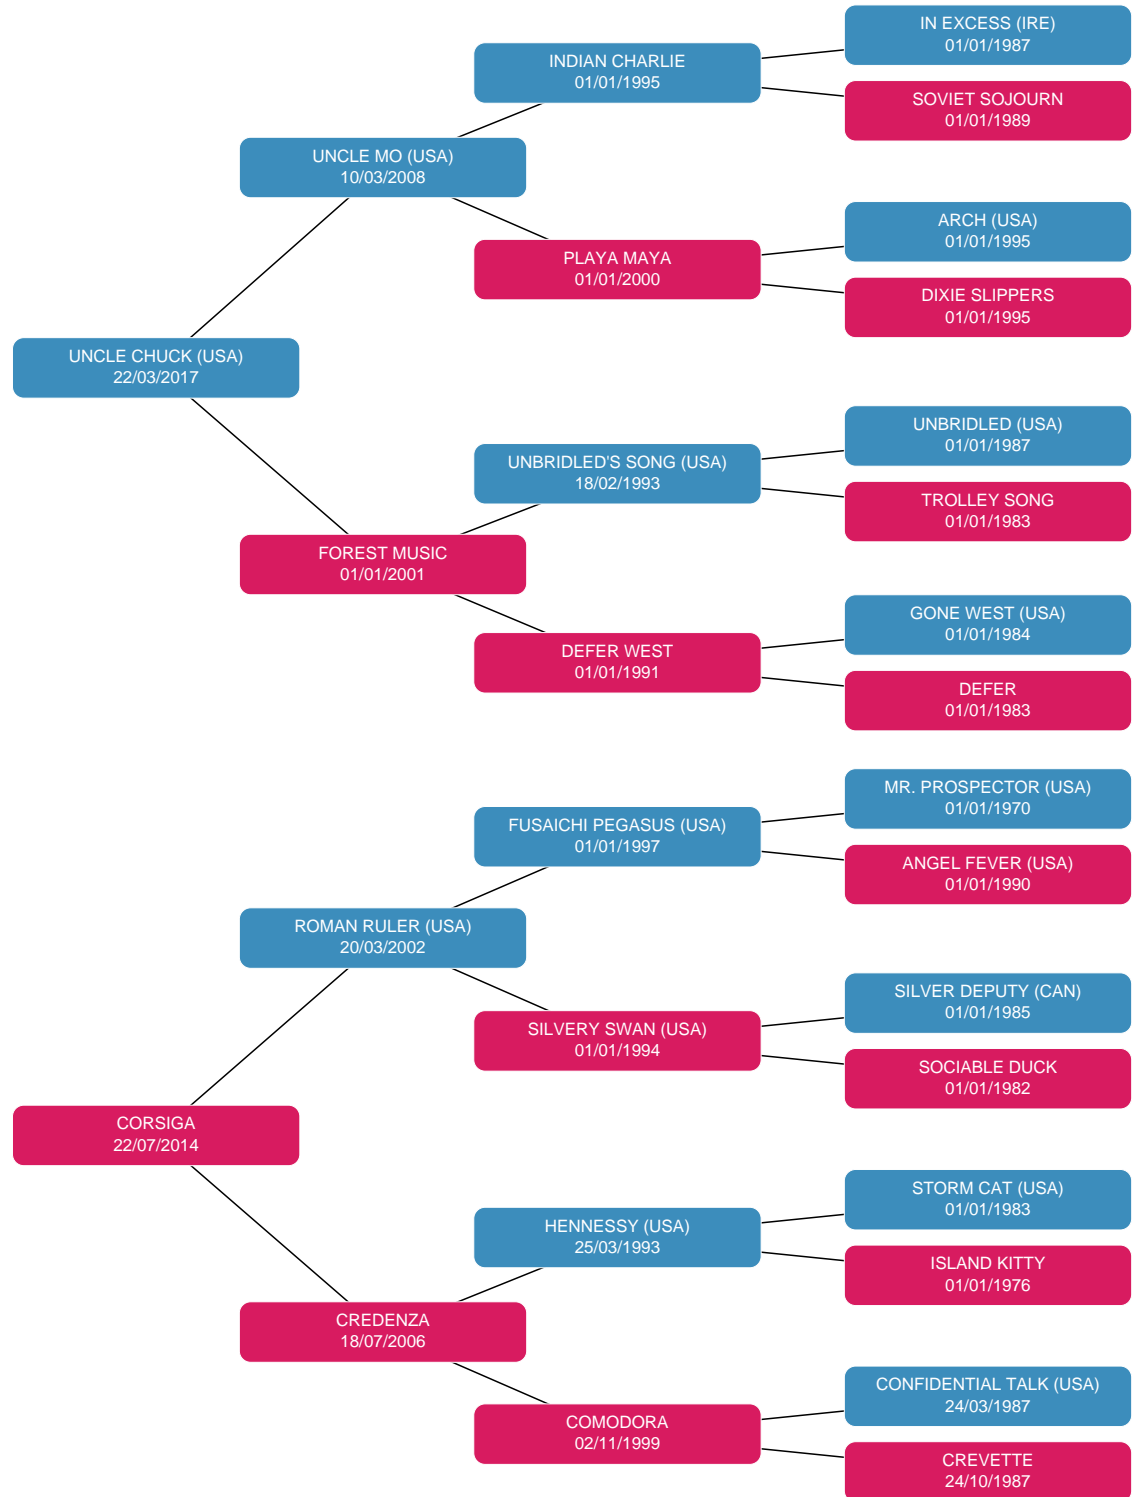 IN EXCESS (IRE)
01/01/1987
INDIAN CHARLIE
01/01/1995
SOVIET SOJOURN
01/01/1989
UNCLE MO (USA)
10/03/2008
ARCH (USA)
01/01/1995
PLAYA MAYA
01/01/2000
DIXIE SLIPPERS
01/01/1995
UNCLE CHUCK (USA)
22/03/2017
UNBRIDLED (USA)
01/01/1987
UNBRIDLED'S SONG (USA)
18/02/1993
TROLLEY SONG
01/01/1983
FOREST MUSIC
01/01/2001
GONE WEST (USA)
01/01/1984
DEFER WEST
01/01/1991
DEFER
01/01/1983
MR. PROSPECTOR (USA)
01/01/1970
FUSAICHI PEGASUS (USA)
01/01/1997
ANGEL FEVER (USA)
01/01/1990
ROMAN RULER (USA)
20/03/2002
SILVER DEPUTY (CAN)
01/01/1985
SILVERY SWAN (USA)
01/01/1994
SOCIABLE DUCK
01/01/1982
CORSIGA
22/07/2014
STORM CAT (USA)
01/01/1983
HENNESSY (USA)
25/03/1993
ISLAND KITTY
01/01/1976
CREDENZA
18/07/2006
CONFIDENTIAL TALK (USA)
24/03/1987
COMODORA
02/11/1999
CREVETTE
24/10/1987